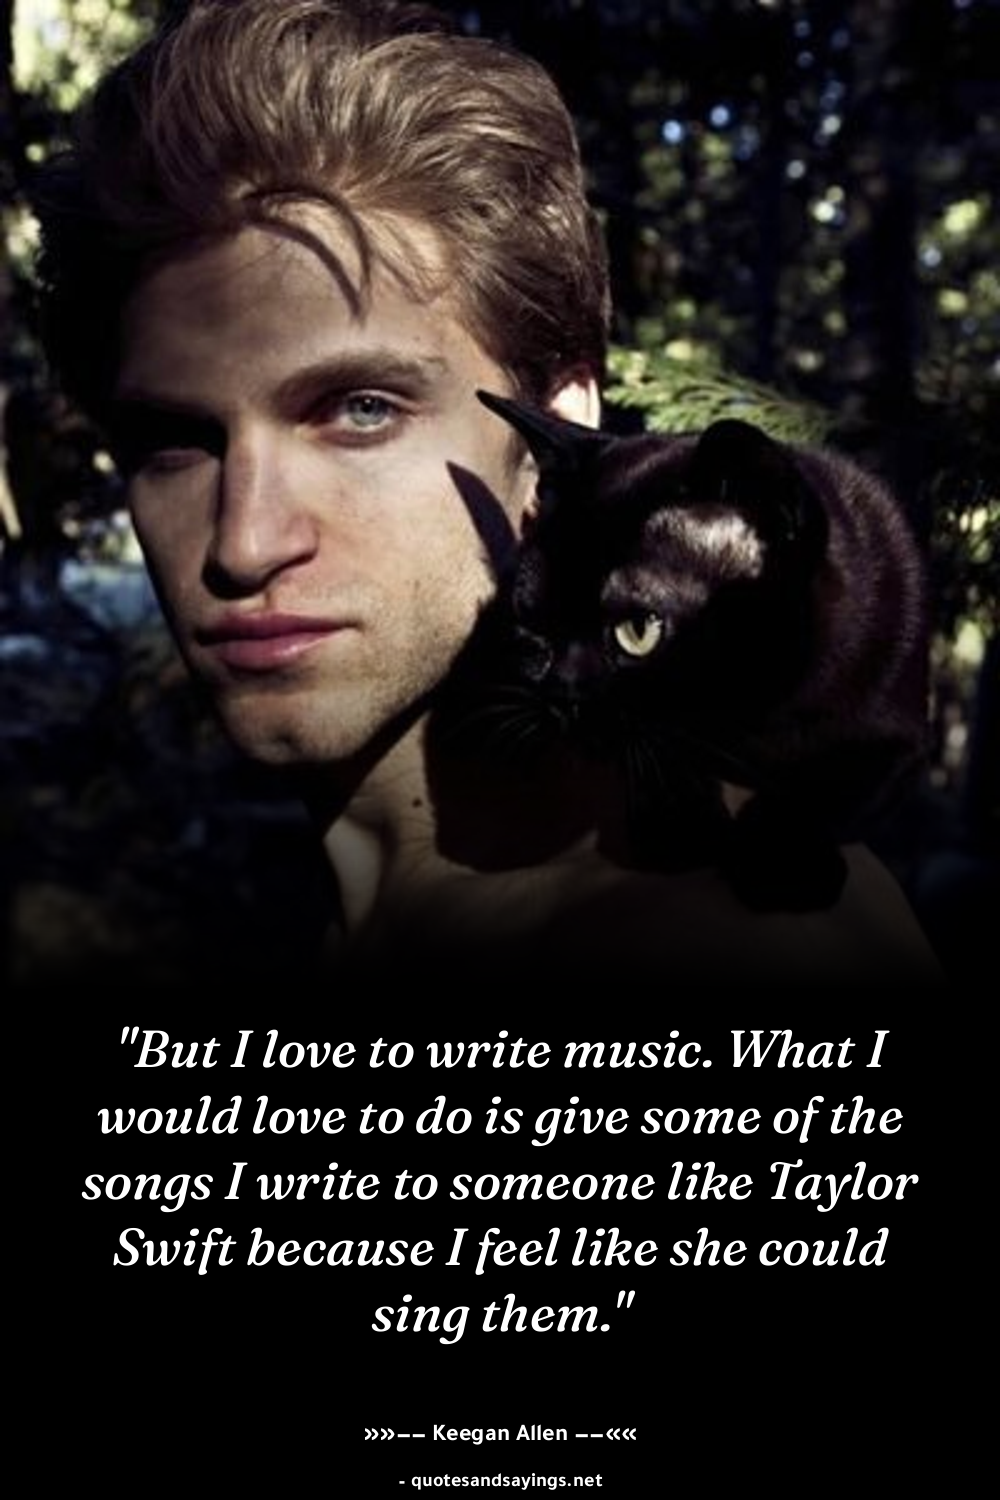 "But I love to write music. What I
would love to do is give some of the
songs I write to someone like Taylor
Swift because I feel like she could
sing them."
»»−− Keegan Allen −−««
- quotesandsayings.net